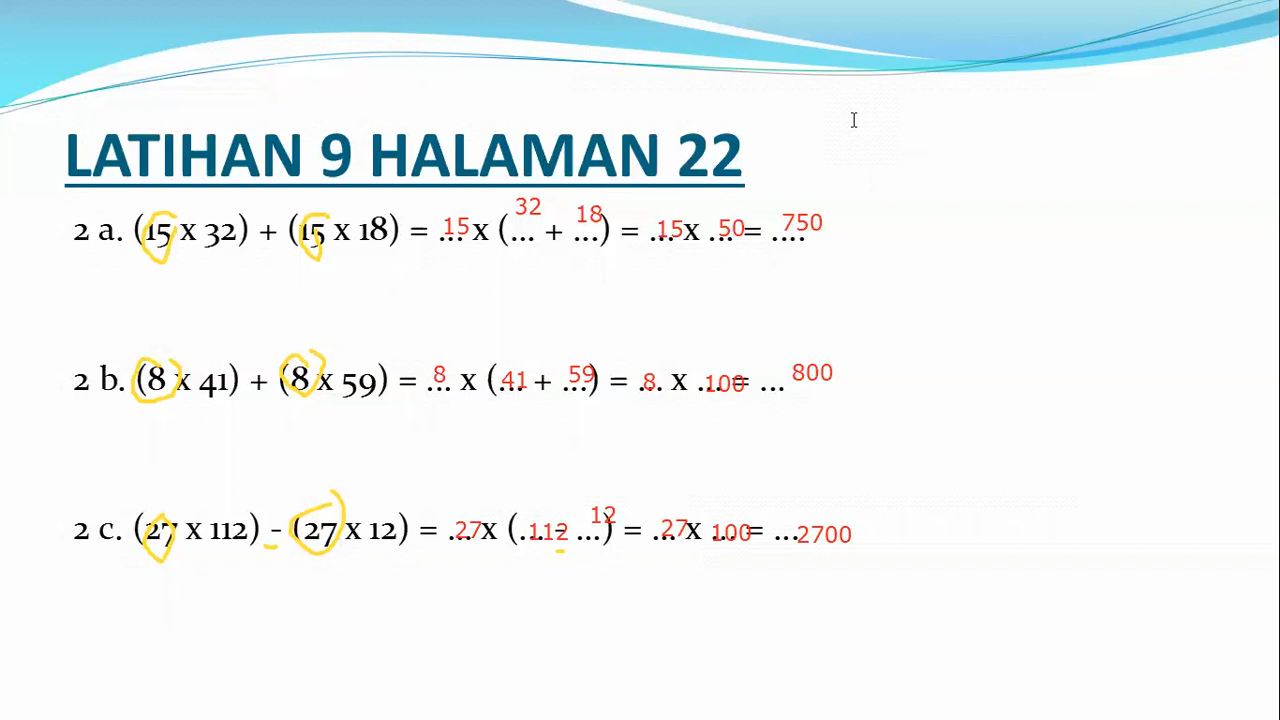 LATIHAN 9 HALAMAN 22
2 a. (15 x 32) + (15 x 18) = ...15 x (...32 + ...18) = ...15 x ...50 = ....750
2 b. (8 x 41) + (8 x 59) = ...8 x (...41 + ...59) = ...8 x ...100 = ...800
2 c. (27 x 112) - (27 x 12) = ...27 x (...112 - ...12) = ...27 x ...100 = ...2700